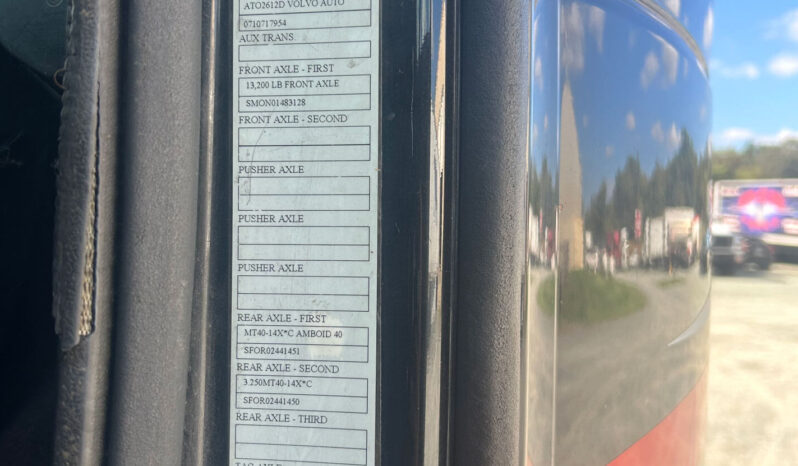 ATO2612D VOLVO AUTO
0710717954
AUX TRANS.
FRONT AXLE - FIRST
13,200 LB FRONT AXLE
SMON01483128
FRONT AXLE - SECOND
PUSHER AXLE
PUSHER AXLE
PUSHER AXLE
REAR AXLE - FIRST
MT40-14X*C AMBOID 40
SFOR02441451
REAR AXLE - SECOND
3.250MT40-14X*C
SFOR02441450
REAR AXLE - THIRD
TAG AXLE